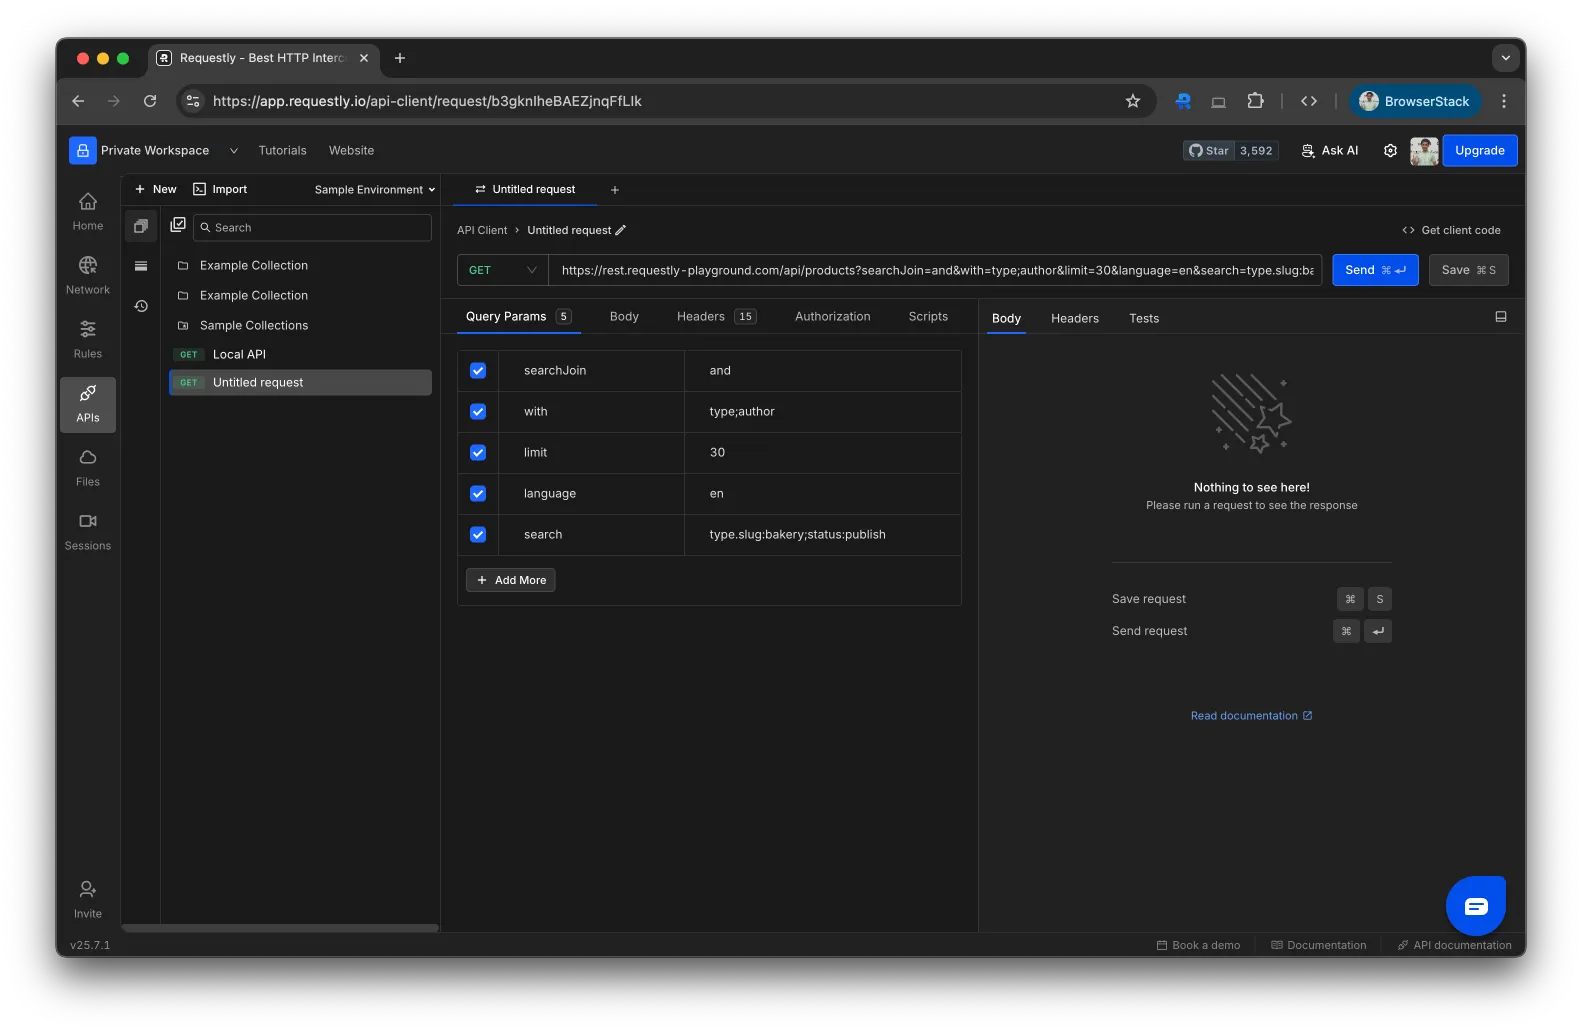 Requestly - Best HTTP Interc
https://app.requestly.io/api-client/request/b3gknIheBAEZjnqFfLIk
BrowserStack
Private Workspace
Tutorials
Website
Star 3,592
Ask AI
Upgrade
Home
Network
Rules
APIs
Files
Sessions
Invite
v25.7.1
New
Import
Sample Environment
Search
Example Collection
Example Collection
Sample Collections
GET Local API
GET Untitled request
Untitled request
API Client > Untitled request
Get client code
GET
https://rest.requestly-playground.com/api/products?searchJoin=and&with=type;author&limit=30&language=en&search=type.slug:ba
Send ⌘ ↵
Save ⌘ S
Query Params 5
Body
Headers 15
Authorization
Scripts
searchJoin and
with type;author
limit 30
language en
search type.slug:bakery;status:publish
+ Add More
Body
Headers
Tests
Nothing to see here!
Please run a request to see the response
Save request ⌘ S
Send request ⌘ ↵
Read documentation
Book a demo
Documentation
API documentation